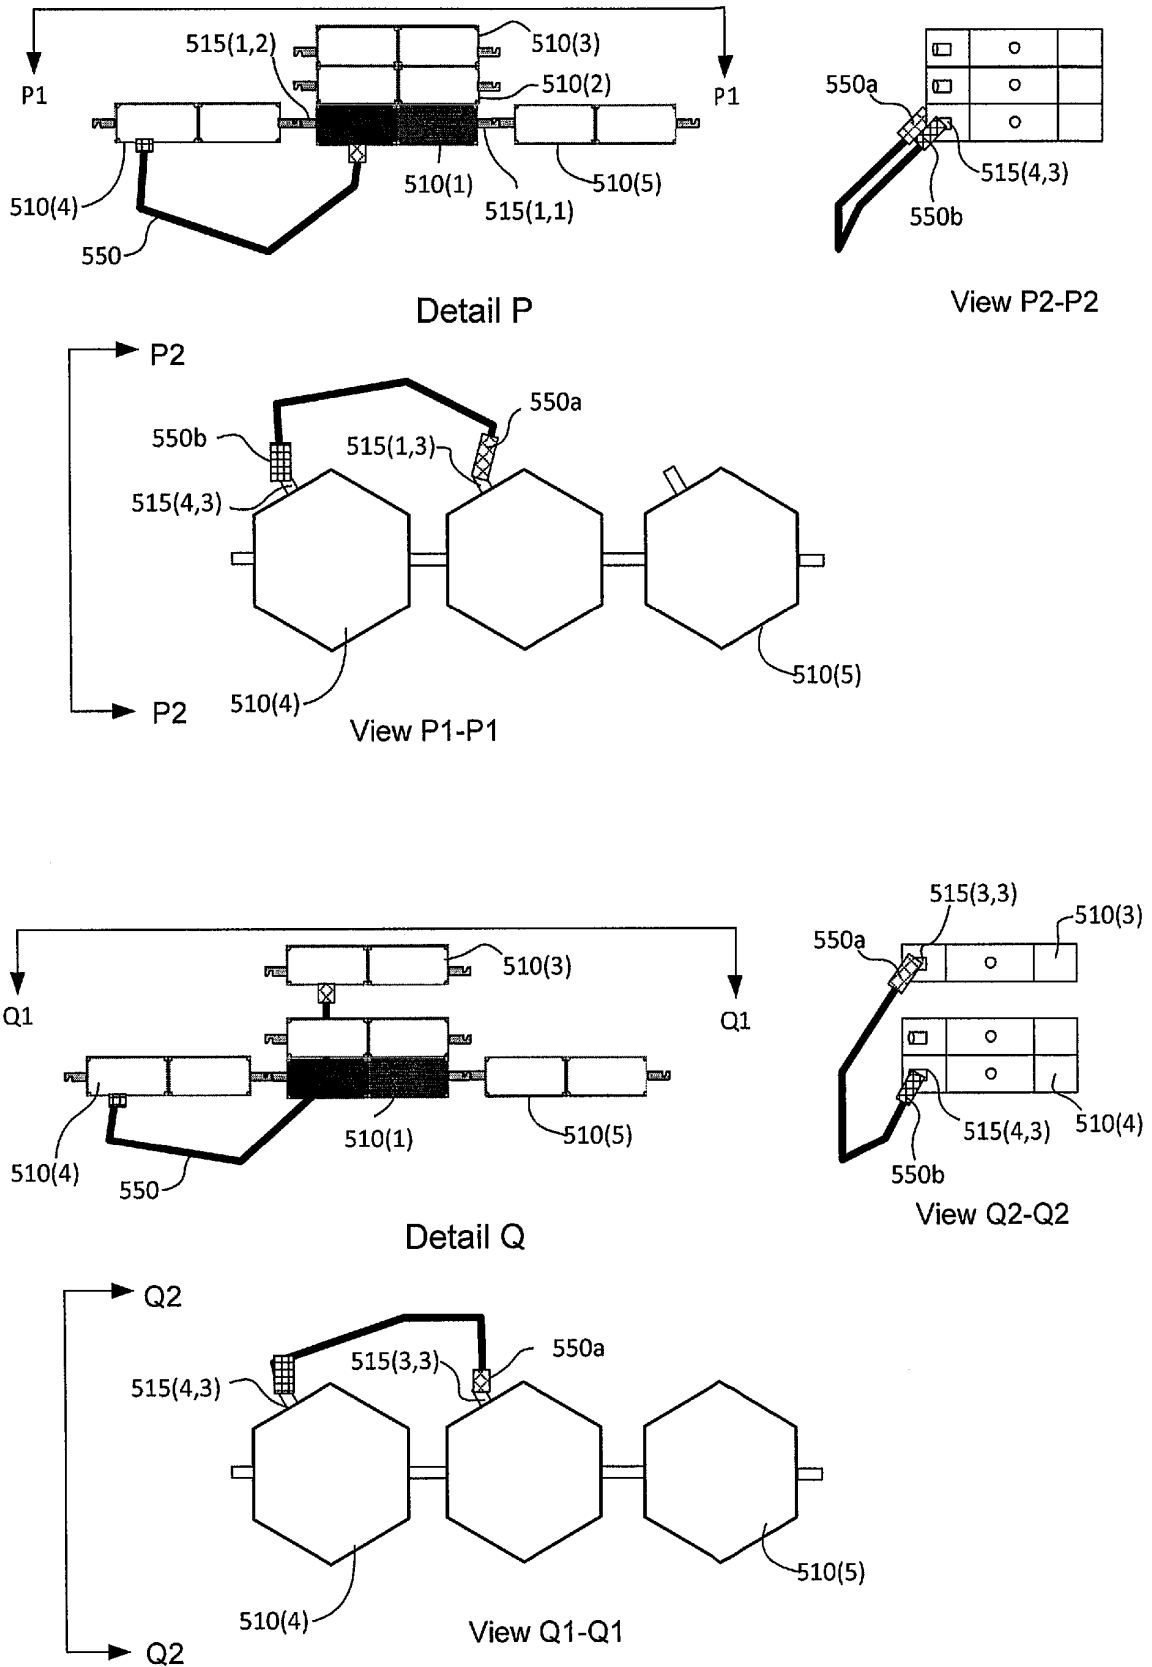 515(1,2)
510(3)
P1
510(2)
P1
550a
510(4)
510(1)
510(5)
515(4,3)
515(1,1)
550b
550
Detail P
View P2-P2
P2
550a
550b
515(1,3)
515(4,3)
510(5)
510(4)
P2
View P1-P1
515(3,3)
510(3)
550a
510(3)
Q1
Q1
510(1)
510(5)
515(4,3)
510(4)
510(4)
550
550b
View Q2-Q2
Detail Q
Q2
515(3,3)
550a
515(4,3)
510(5)
510(4)
View Q1-Q1
Q2